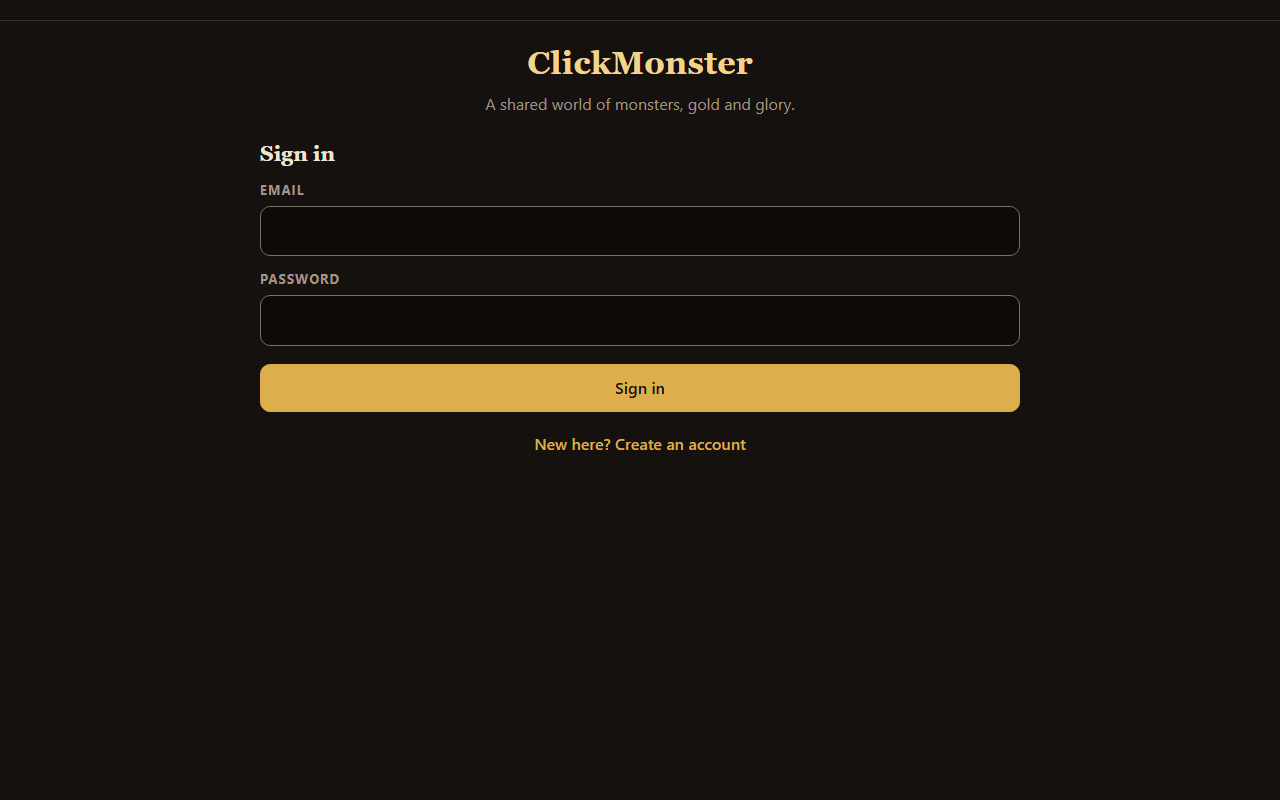 ClickMonster
A shared world of monsters, gold and glory.
Sign in
EMAIL
PASSWORD
Sign in
New here? Create an account